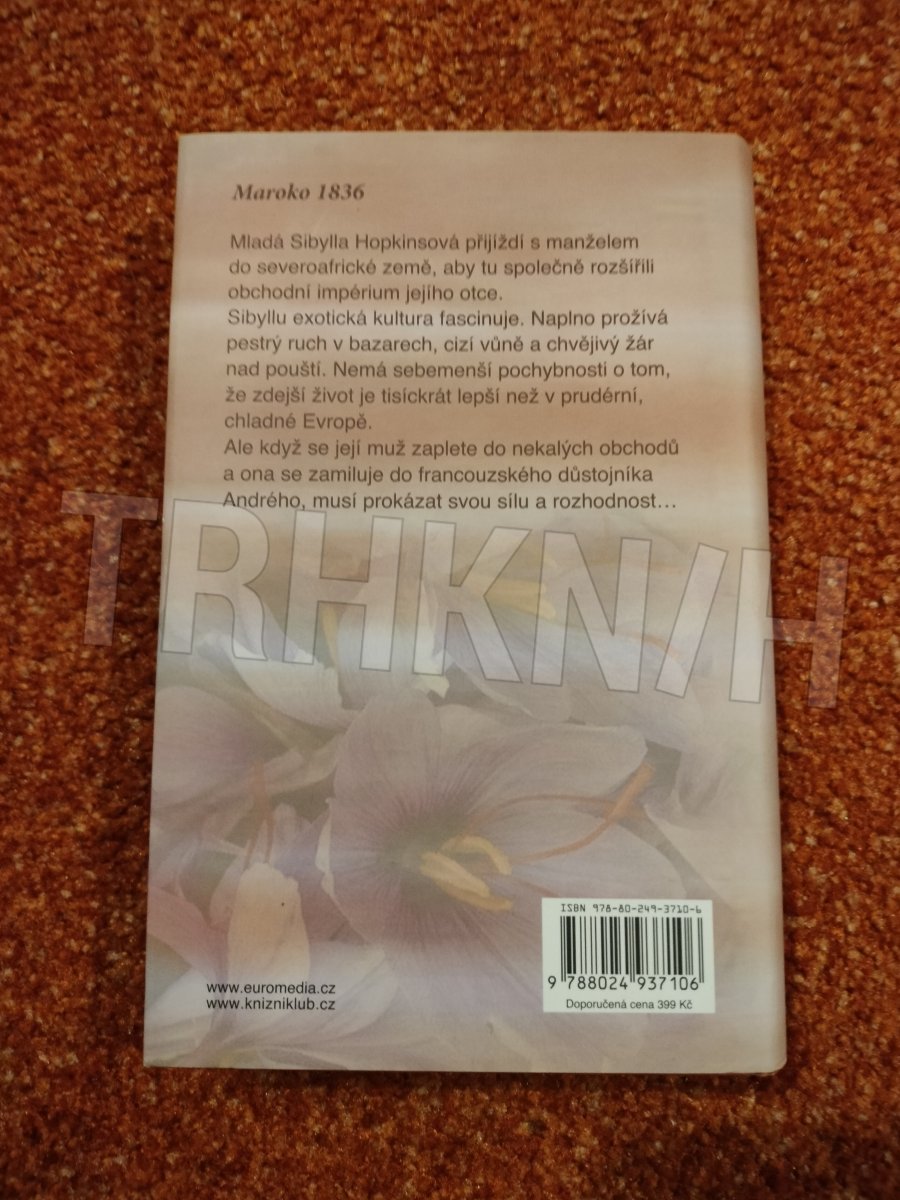 Maroko 1836
Mladá Sibylla Hopkinsová přijíždí s manželem
do severoafrické země, aby tu společně rozšířili
obchodní impérium jejího otce.
Sibyllu exotická kultura fascinuje. Naplno prožívá
pestrý ruch v bazarech, cizí vůně a chvějivý žár
nad pouští. Nemá sebemenší pochybnosti o tom,
že zdejší život je tisíckrát lepší než v prudérní,
chladné Evropě.
Ale když se její muž zaplete do nekalých obchodů
a ona se zamiluje do francouzského důstojníka
Andrého, musí prokázat svou sílu a rozhodnost...
TRHKNIH
ISBN 978-80-249-3710-6
9 788024 937106
Doporučená cena 399 Kč
www.euromedia.cz
www.knizniklub.cz